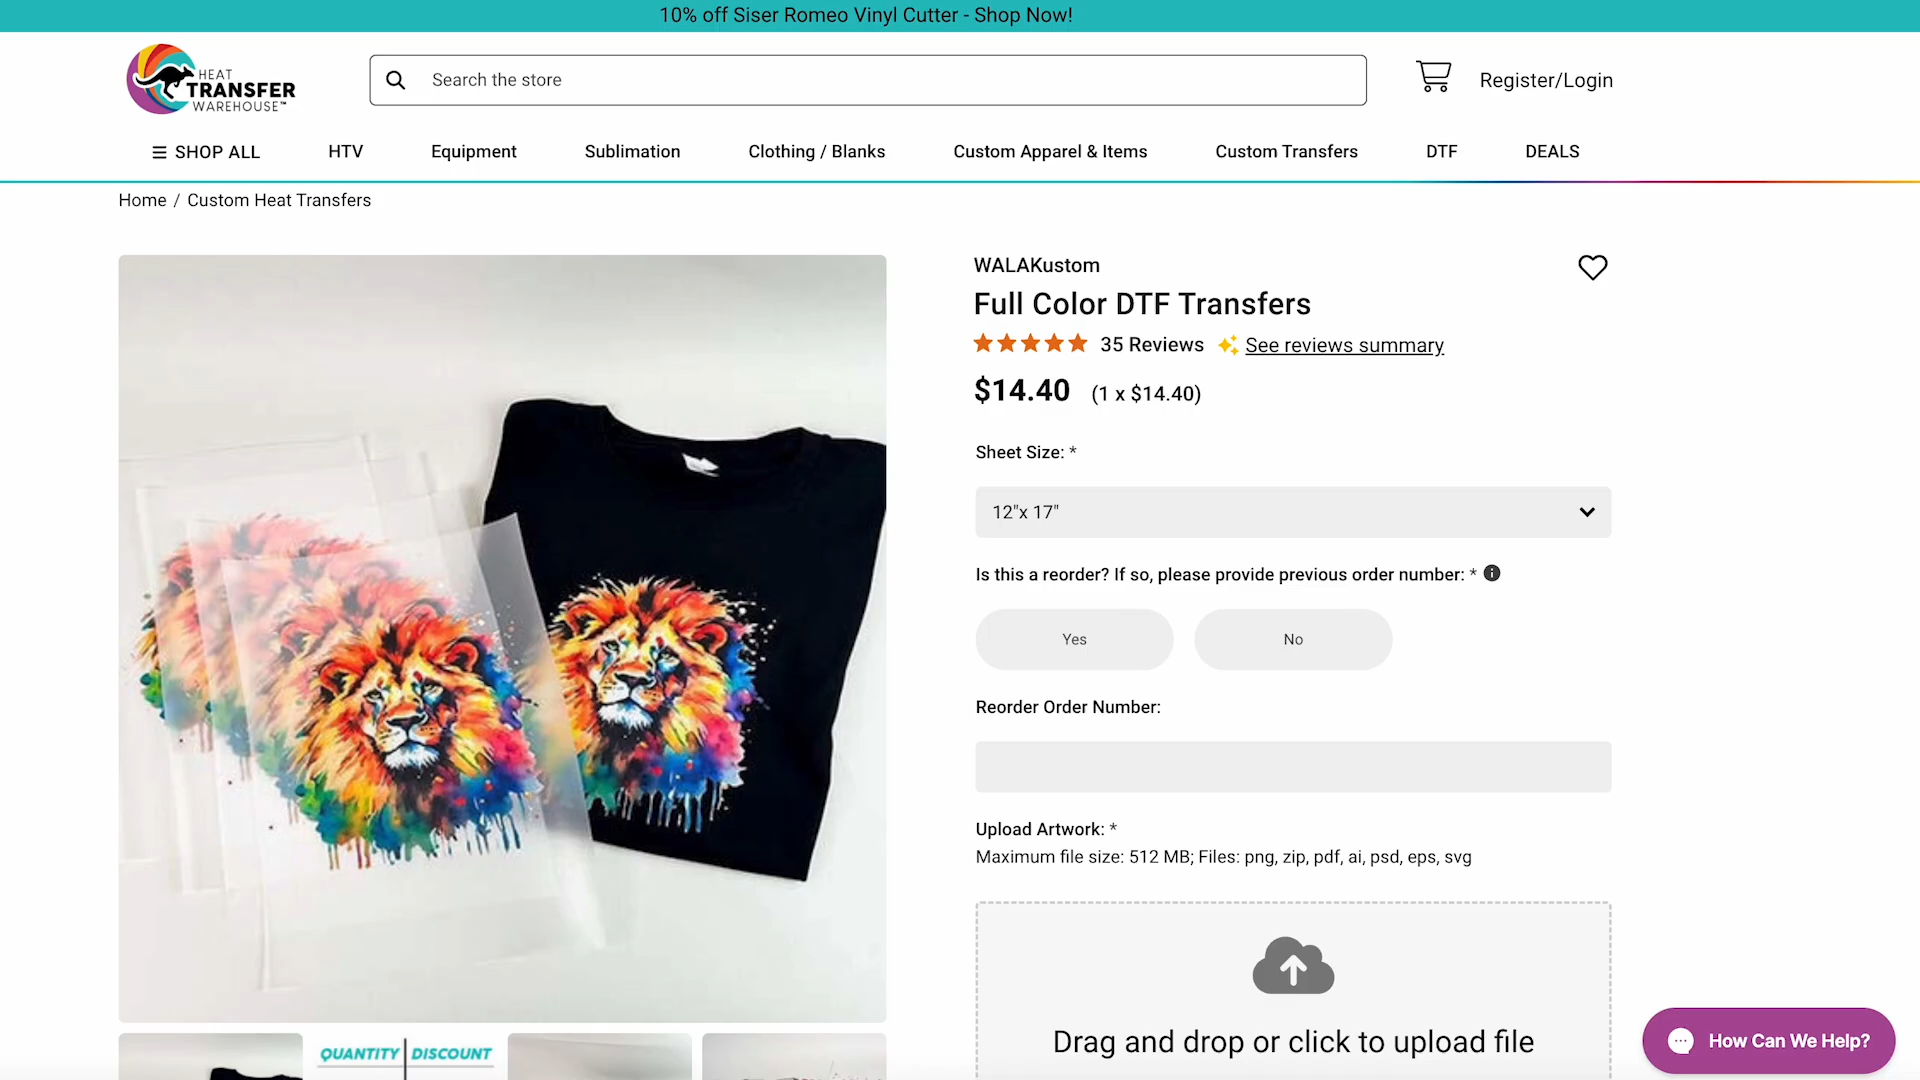 10% off Siser Romeo Vinyl Cutter - Shop Now!
HEAT
TRANSFER
WAREHOUSE™
Search the store
Register/Login
SHOP ALL
HTV
Equipment
Sublimation
Clothing / Blanks
Custom Apparel & Items
Custom Transfers
DTF
DEALS
Home / Custom Heat Transfers
WALAKustom
Full Color DTF Transfers
35 Reviews
See reviews summary
$14.40 (1 x $14.40)
Sheet Size: *
12"x 17"
Is this a reorder? If so, please provide previous order number: *
Yes
No
Reorder Order Number:
Upload Artwork: *
Maximum file size: 512 MB; Files: png, zip, pdf, ai, psd, eps, svg
Drag and drop or click to upload file
QUANTITY DISCOUNT
How Can We Help?